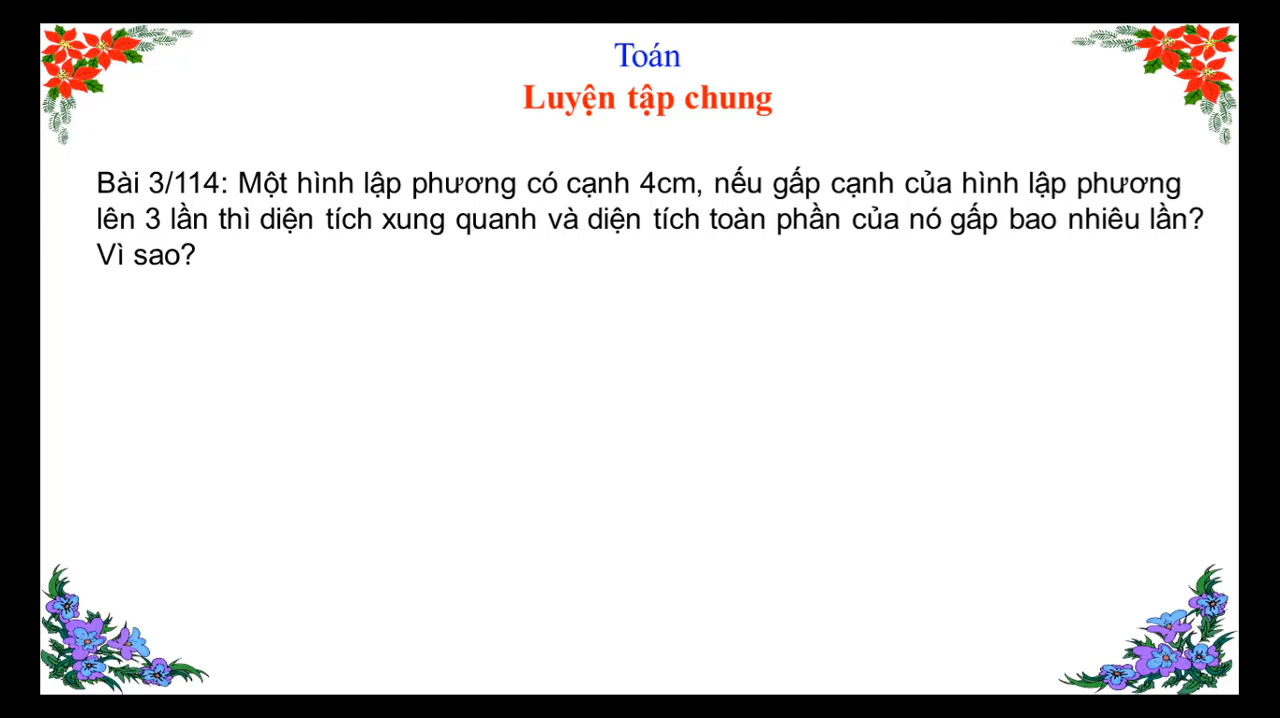 Toán
Luyện tập chung
Bài 3/114: Một hình lập phương có cạnh 4cm, nếu gấp cạnh của hình lập phương
lên 3 lần thì diện tích xung quanh và diện tích toàn phần của nó gấp bao nhiêu lần?
Vì sao?